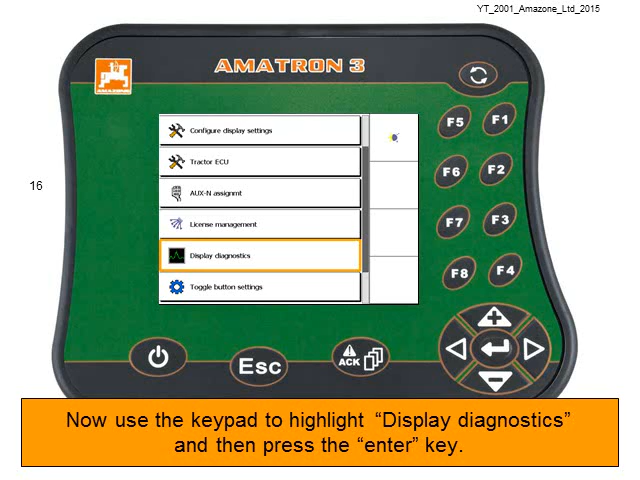 YT_2001_Amazone_Ltd_2015
AMATRON 3
AMAZONE
F5
F1
Configure display settings
Tractor ECU
F6
F2
16
AUX-N assignmt
License management
F7
F3
Display diagnostics
F8
F4
Toggle button settings
Esc
ACK
Now use the keypad to highlight “Display diagnostics”
and then press the “enter” key.